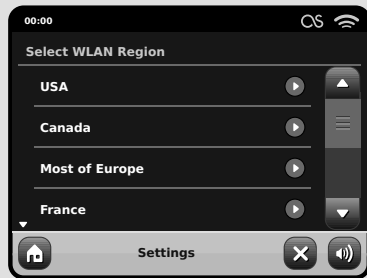 00:00
Select WLAN Region
USA
Canada
Most of Europe
France
Settings